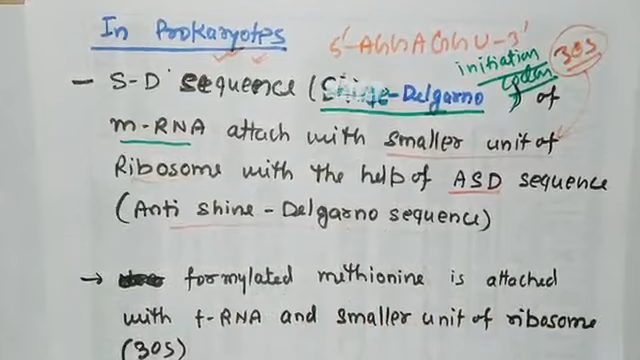 In Prokaryotes
5'-AGGAGGU-3'
30S
initiation
codon
- S-D sequence (Shine-Delgarno) of
m-RNA attach with smaller unit of
Ribosome with the help of ASD sequence
(Anti shine-Delgarno sequence)
→ formylated methionine is attached
with t-RNA and smaller unit of ribosome
(30S)